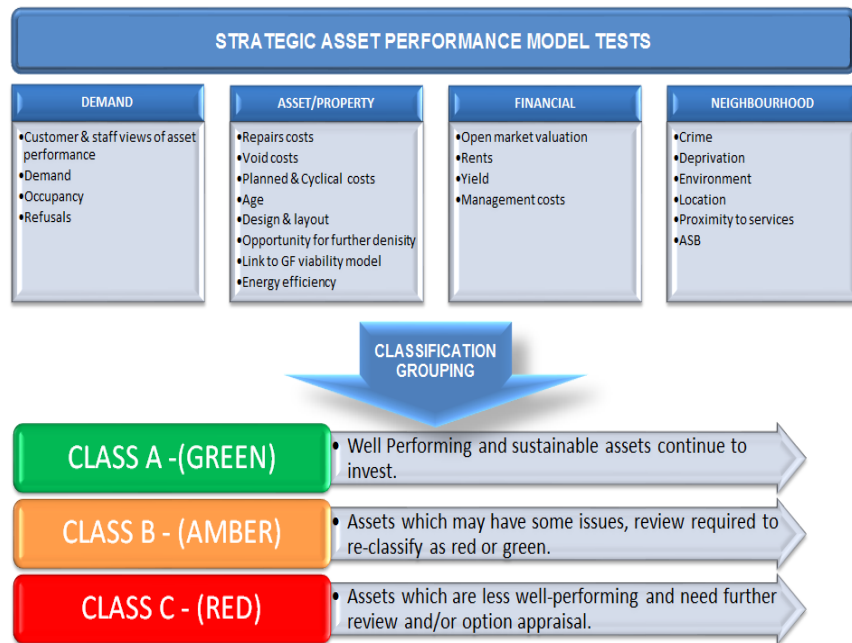 STRATEGIC ASSET PERFORMANCE MODEL TESTS
DEMAND
•Customer & staff views of asset
performance
•Demand
•Occupancy
•Refusals
ASSET/PROPERTY
•Repairs costs
•Void costs
•Planned & Cyclical costs
•Age
•Design & layout
•Opportunity for further denisity
•Link to GF viability model
•Energy efficiency
FINANCIAL
•Open market valuation
•Rents
•Yield
•Management costs
NEIGHBOURHOOD
•Crime
•Deprivation
•Environment
•Location
•Proximity to services
•ASB
CLASSIFICATION
GROUPING
CLASS A -(GREEN)
• Well Performing and sustainable assets continue to
invest.
CLASS B - (AMBER)
• Assets which may have some issues, review required to
re-classify as red or green.
CLASS C - (RED)
• Assets which are less well-performing and need further
review and/or option appraisal.